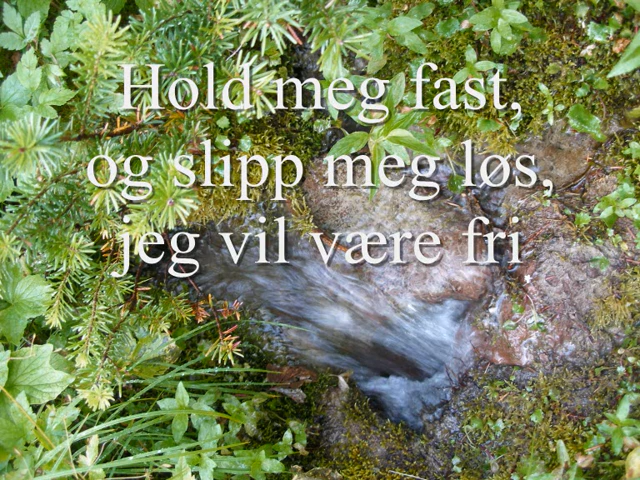 Hold meg fast,
og slipp meg løs,
jeg vil være fri